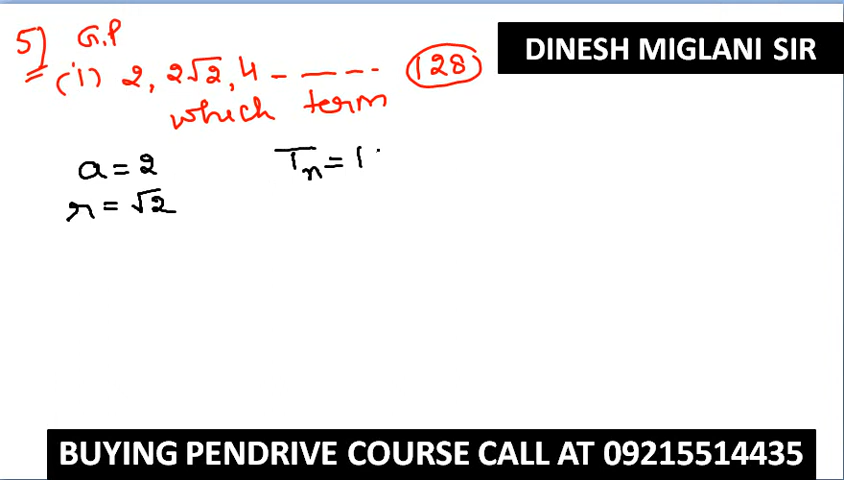 5] G.P
DINESH MIGLANI SIR
(i) 2, 2√2, 4 - - - - - 128
which term
a = 2
Tn = 1
r = √2
BUYING PENDRIVE COURSE CALL AT 09215514435